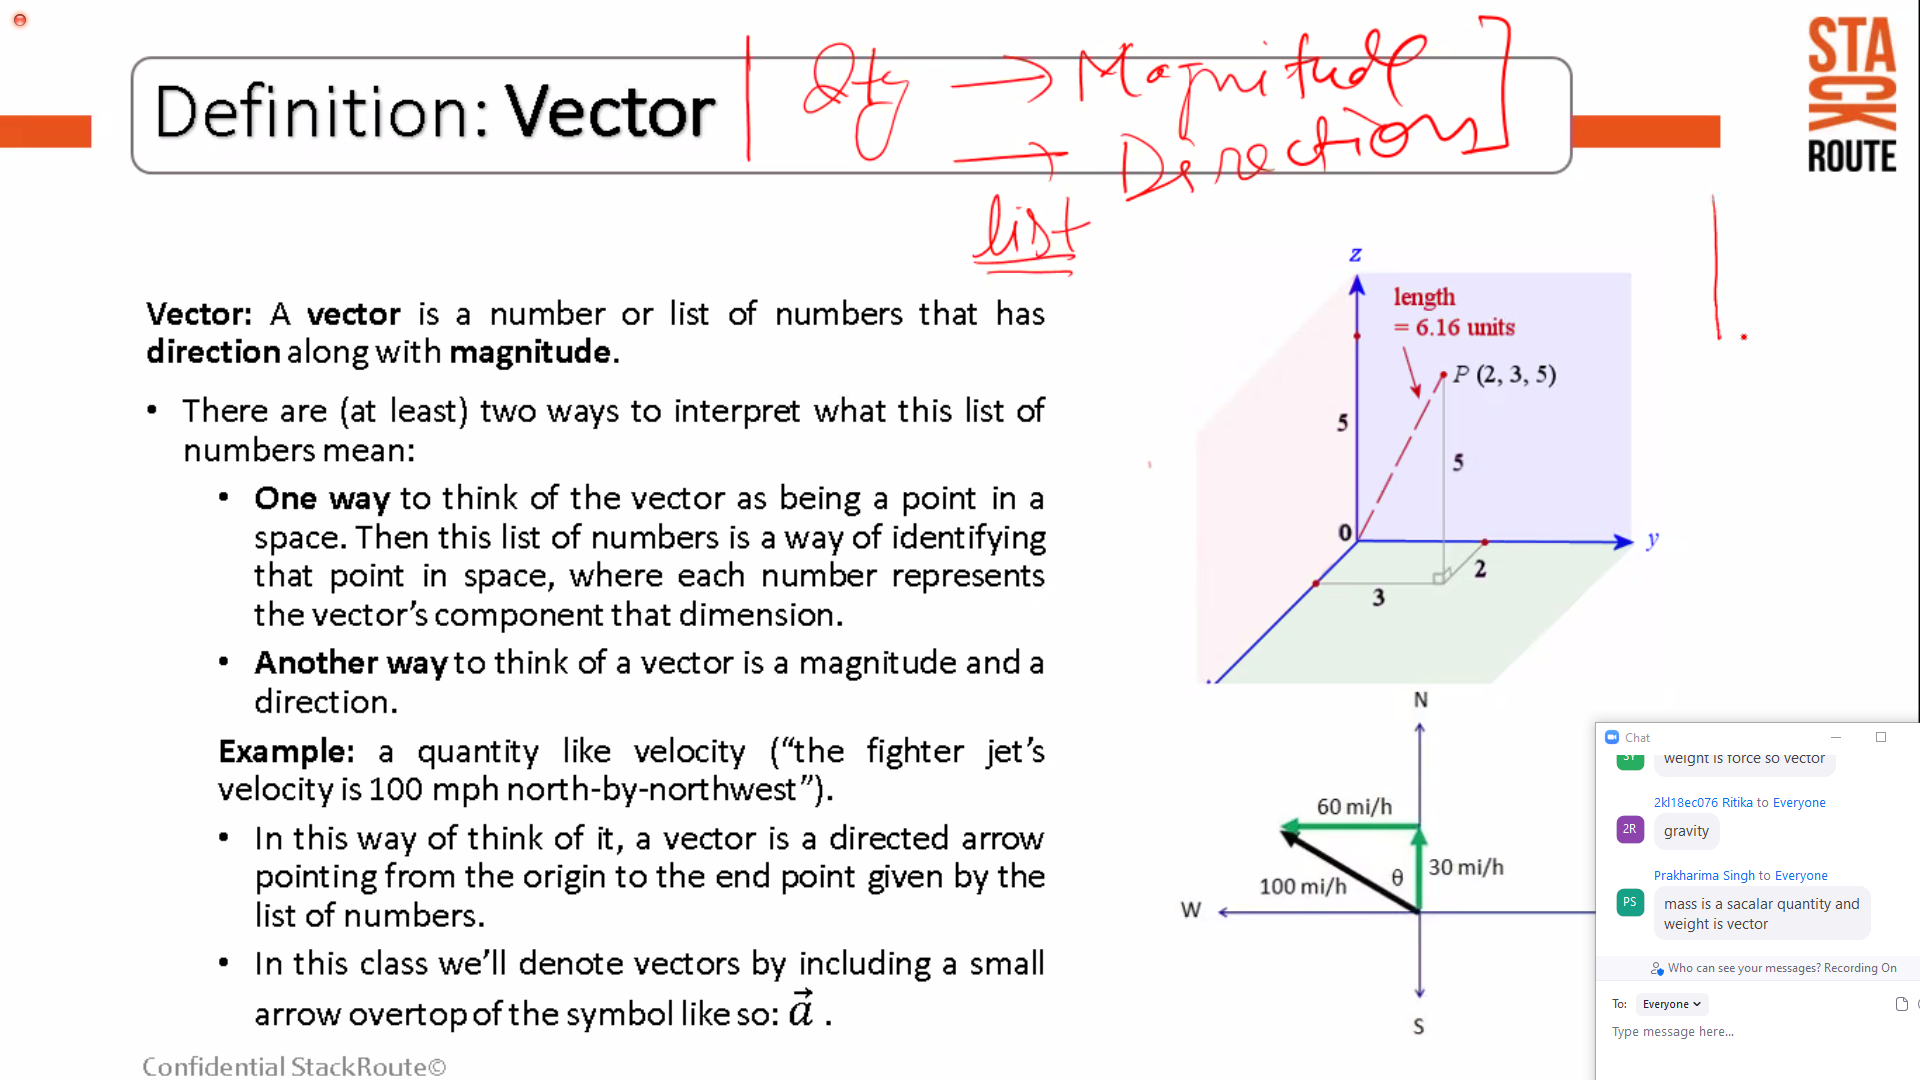 Definition: Vector
Qty → Magnitude
→ Directions
list
STA
CK
ROUTE
Vector: A vector is a number or list of numbers that has
direction along with magnitude.
• There are (at least) two ways to interpret what this list of
numbers mean:
• One way to think of the vector as being a point in a
space. Then this list of numbers is a way of identifying
that point in space, where each number represents
the vector’s component that dimension.
• Another way to think of a vector is a magnitude and a
direction.
Example: a quantity like velocity (“the fighter jet’s
velocity is 100 mph north-by-northwest”).
• In this way of think of it, a vector is a directed arrow
pointing from the origin to the end point given by the
list of numbers.
• In this class we’ll denote vectors by including a small
arrow overtop of the symbol like so: a⃗ .
Confidential StackRoute©
z
length
= 6.16 units
P (2, 3, 5)
5
5
0
y
2
3
N
60 mi/h
30 mi/h
θ
100 mi/h
W
S
Chat
weight is force so vector
2kl18ec076 Ritika to Everyone
2R
gravity
Prakharima Singh to Everyone
PS
mass is a sacalar quantity and
weight is vector
Who can see your messages? Recording On
To: Everyone
Type message here...